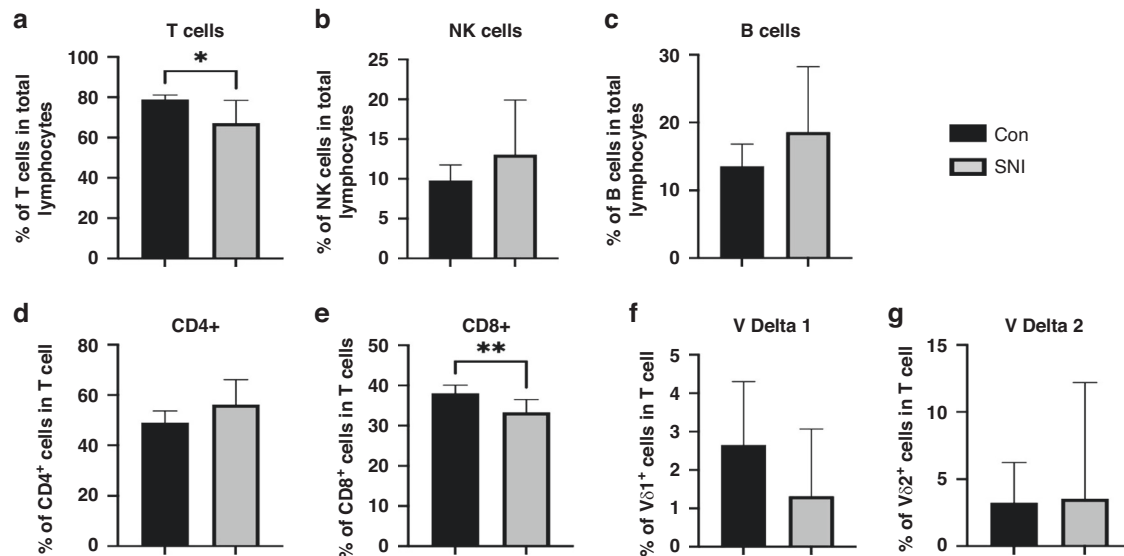 a
T cells
% of T cells in total
lymphocytes
100
80
60
40
20
0
*
b
NK cells
% of NK cells in total
lymphocytes
25
20
15
10
5
0
c
B cells
% of B cells in total
lymphocytes
30
20
10
0
Con
SNI
d
CD4+
% of CD4⁺ cells in T cell
80
60
40
20
0
e
CD8+
% of CD8⁺ cells in T cells
50
40
30
20
10
0
**
f
V Delta 1
% of Vδ1⁺ cells in T cell
5
4
3
2
1
0
g
V Delta 2
% of Vδ2⁺ cells in T cell
15
10
5
0